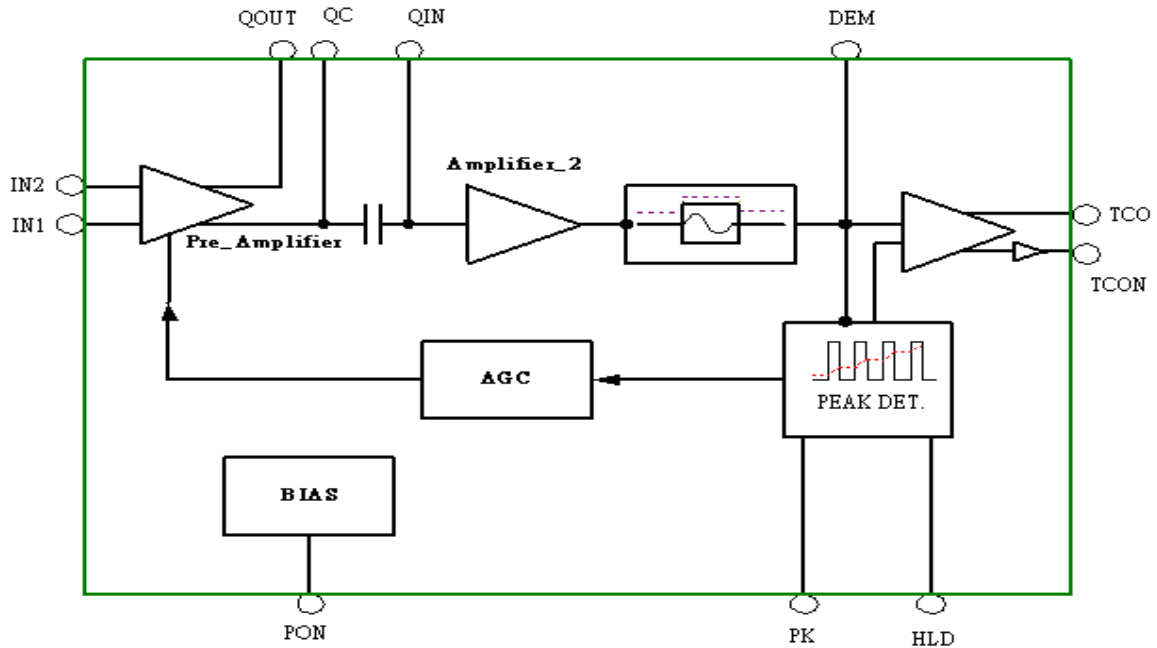 QOUT QC QIN DEM
Amplifier_2
IN2
IN1
TCO
Pre_Amplifier
TCON
AGC
PEAK DET.
BIAS
PON
PK
HLD